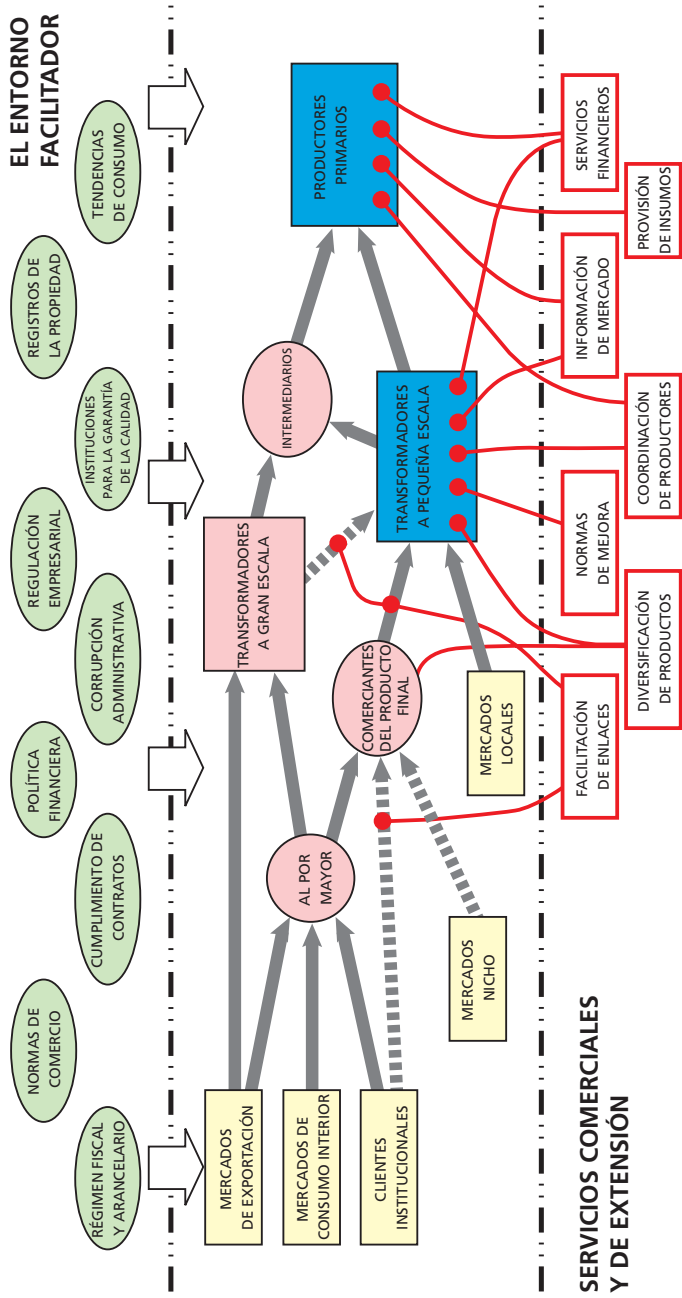 EL ENTORNO
FACILITADOR
RÉGIMEN FISCAL
Y ARANCELARIO
NORMAS DE
COMERCIO
CUMPLIMIENTO DE
CONTRATOS
POLÍTICA
FINANCIERA
CORRUPCIÓN
ADMINISTRATIVA
REGULACIÓN
EMPRESARIAL
INSTITUCIONES
PARA LA GARANTÍA
DE LA CALIDAD
REGISTROS DE
LA PROPIEDAD
TENDENCIAS
DE CONSUMO
MERCADOS
DE EXPORTACIÓN
MERCADOS DE
CONSUMO INTERIOR
CLIENTES
INSTITUCIONALES
MERCADOS
NICHO
AL POR
MAYOR
MERCADOS
LOCALES
COMERCIANTES
DEL PRODUCTO
FINAL
TRANSFORMADORES
A GRAN ESCALA
TRANSFORMADORES
A PEQUEÑA ESCALA
INTERMEDIARIOS
PRODUCTORES
PRIMARIOS
SERVICIOS COMERCIALES
Y DE EXTENSIÓN
FACILITACIÓN
DE ENLACES
DIVERSIFICACIÓN
DE PRODUCTOS
NORMAS
DE MEJORA
COORDINACIÓN
DE PRODUCTORES
INFORMACIÓN
DE MERCADO
PROVISIÓN
DE INSUMOS
SERVICIOS
FINANCIEROS